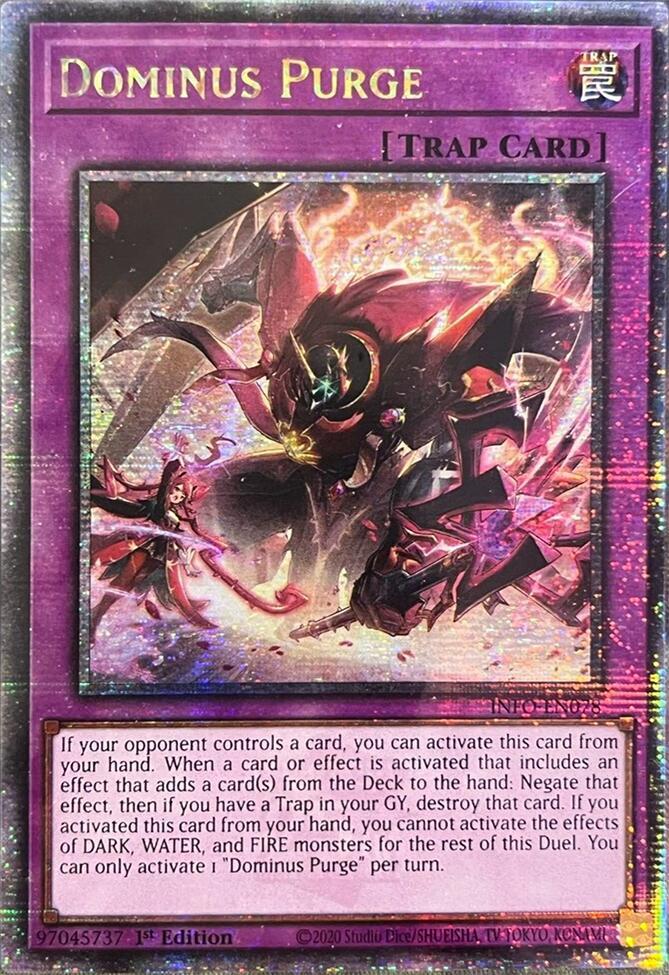 DOMINUS PURGE
TRAP
罠
[TRAP CARD]
INFO-EN078
If your opponent controls a card, you can activate this card from
your hand. When a card or effect is activated that includes an
effect that adds a card(s) from the Deck to the hand: Negate that
effect, then if you have a Trap in your GY, destroy that card. If you
activated this card from your hand, you cannot activate the effects
of DARK, WATER, and FIRE monsters for the rest of this Duel. You
can only activate 1 "Dominus Purge" per turn.
97045737 1st Edition ©2020 Studio Dice/SHUEISHA, TV TOKYO, KONAMI